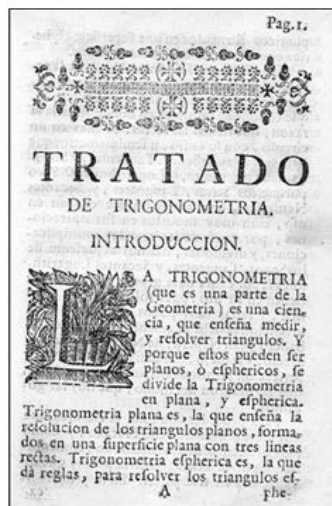 Pag. 1.
TRATADO
DE TRIGONOMETRIA.
INTRODUCCION.
LA TRIGONOMETRIA
(que es una parte de la
Geometria) es una cien-
cia, que enseña medir,
y resolver triangulos. Y
porque estos pueden ser
planos, ò esphericos, se
divide la Trigonometria
en plana, y espherica.
Trigonometria plana es, la que enseña la
resolucion de los triangulos planos, forma-
dos en una superficie plana con tres lineas
rectas. Trigonometria espherica es, la que
dà reglas, para resolver los triangulos es-
A phe-